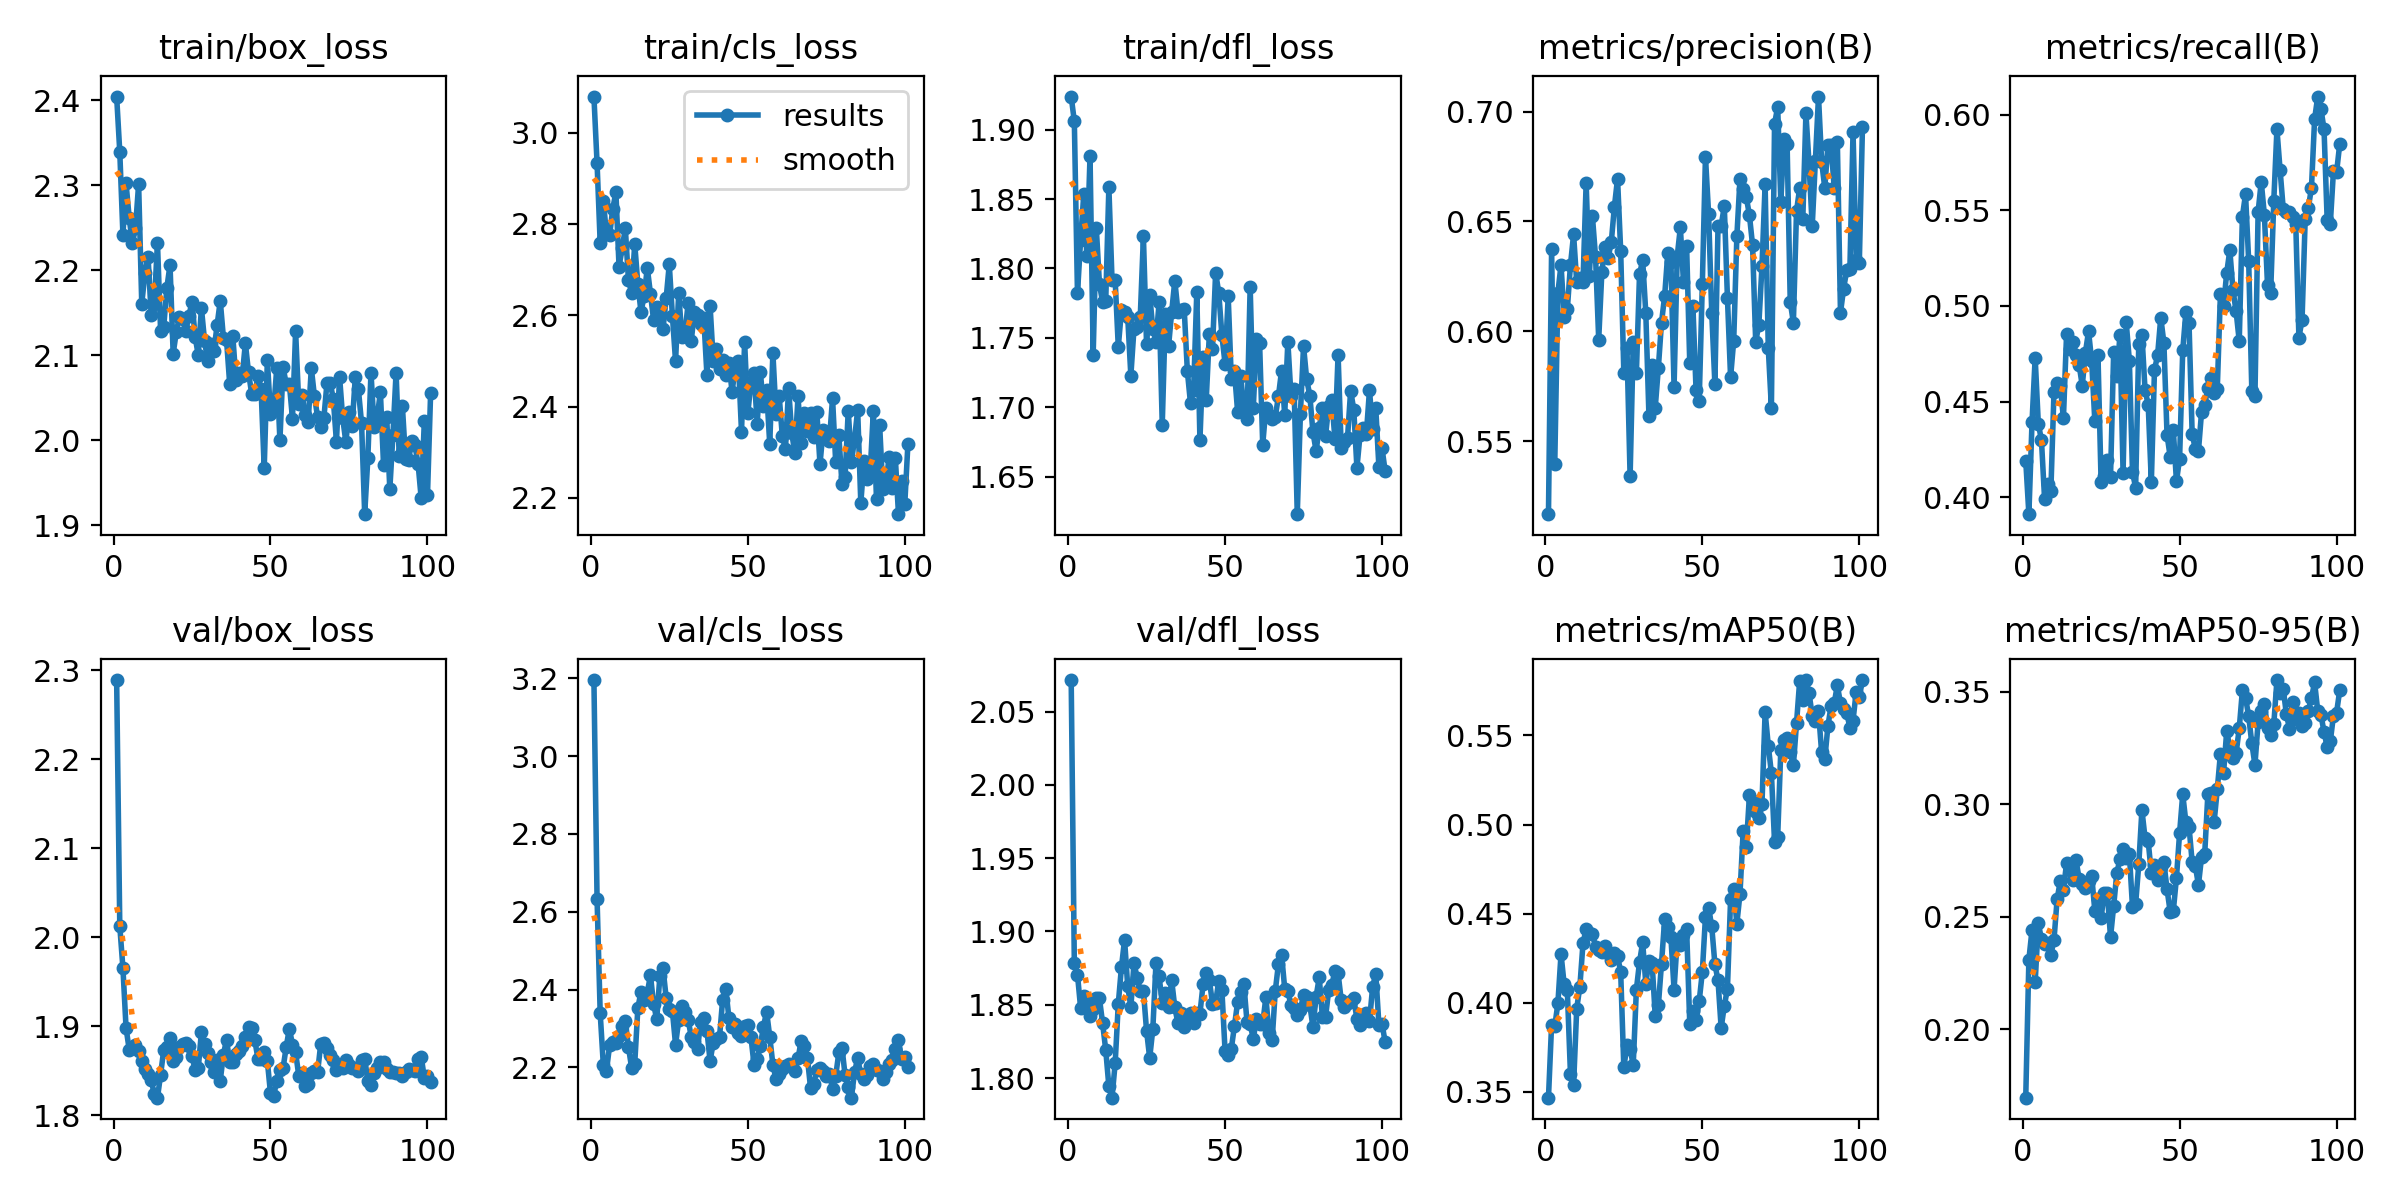 train/box_loss
2.4
2.3
2.2
2.1
2.0
1.9
0 50 100
train/cls_loss
results
smooth
3.0
2.8
2.6
2.4
2.2
0 50 100
train/dfl_loss
1.90
1.85
1.80
1.75
1.70
1.65
0 50 100
metrics/precision(B)
0.70
0.65
0.60
0.55
0 50 100
metrics/recall(B)
0.60
0.55
0.50
0.45
0.40
0 50 100
val/box_loss
2.3
2.2
2.1
2.0
1.9
1.8
0 50 100
val/cls_loss
3.2
3.0
2.8
2.6
2.4
2.2
0 50 100
val/dfl_loss
2.05
2.00
1.95
1.90
1.85
1.80
0 50 100
metrics/mAP50(B)
0.55
0.50
0.45
0.40
0.35
0 50 100
metrics/mAP50-95(B)
0.35
0.30
0.25
0.20
0 50 100